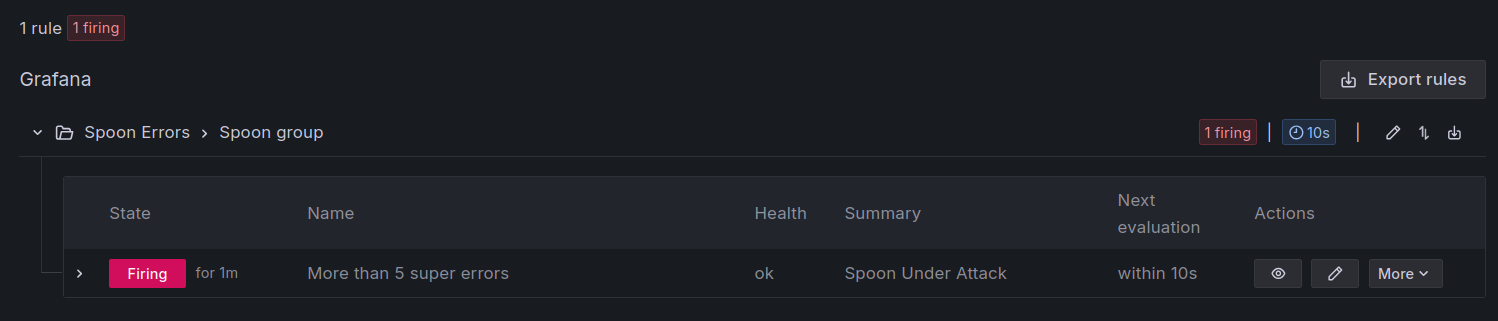 1 rule 1 firing
Grafana
Export rules
Spoon Errors > Spoon group 1 firing | 10s |
State Name Health Summary Next evaluation Actions
Firing for 1m More than 5 super errors ok Spoon Under Attack within 10s More